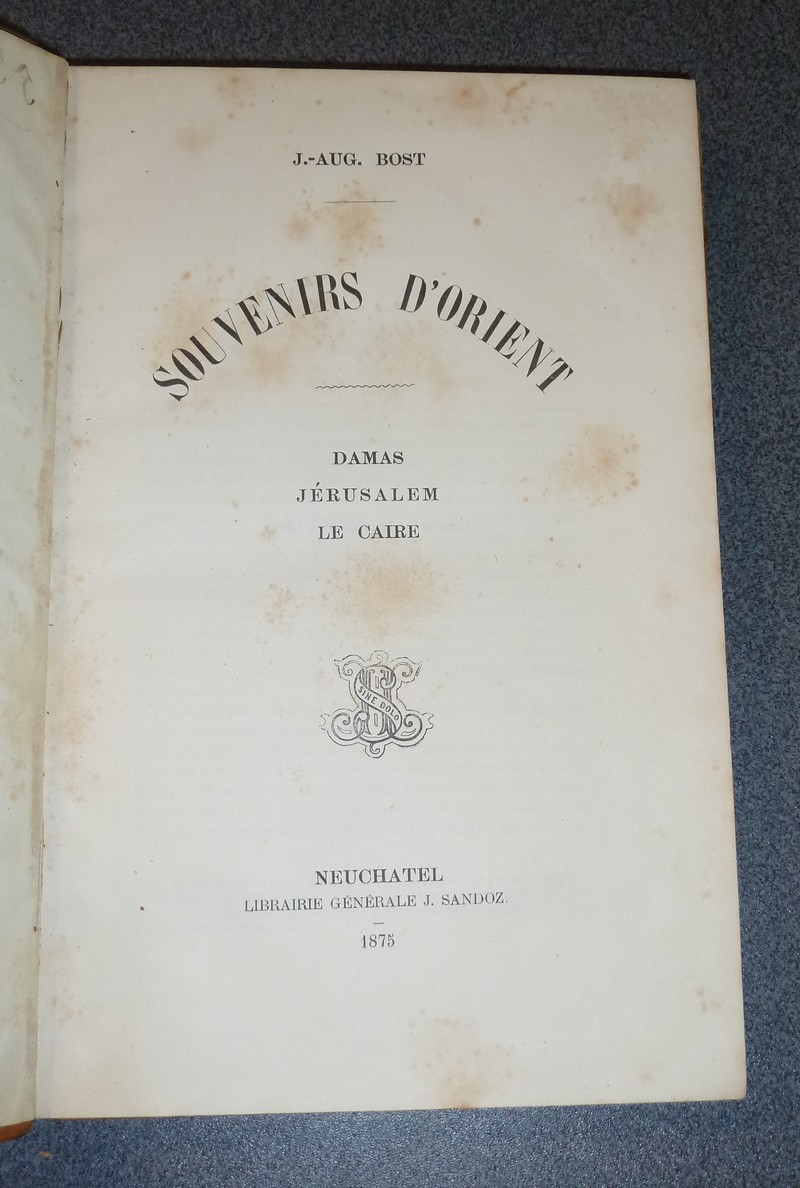 J.-AUG. BOST
SOUVENIRS D'ORIENT
DAMAS
JÉRUSALEM
LE CAIRE
SINE DOLO
NEUCHATEL
LIBRAIRIE GÉNÉRALE J. SANDOZ.
1875